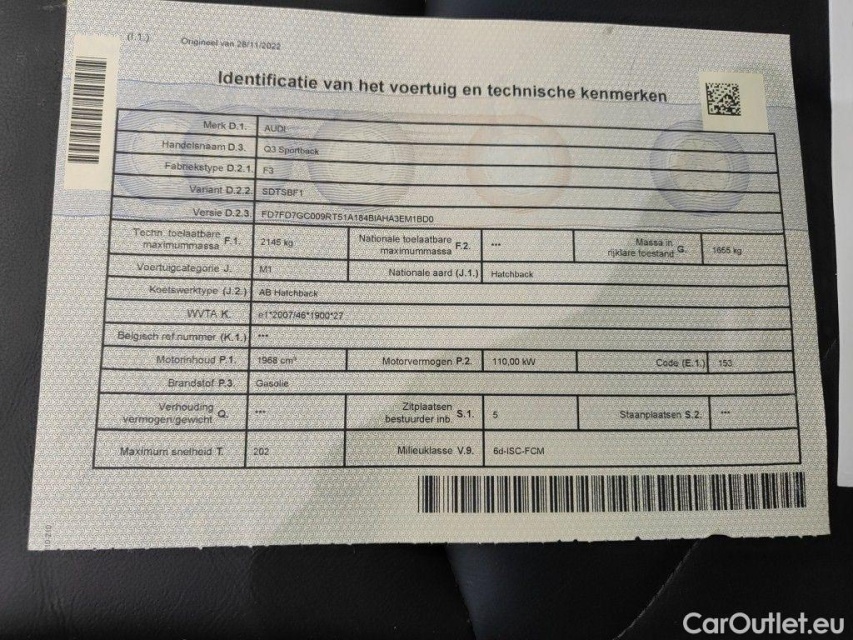 (I.1.) Origineel van 28/11/2022
Identificatie van het voertuig en technische kenmerken
Merk D.1. AUDI
Handelsnaam D.3. Q3 Sportback
Fabriekstype D.2.1. F3
Variant D.2.2. SDTSBF1
Versie D.2.3. FD7FD7GC009RT51A184BIAHA3EM1BD0
Techn. toelaatbare maximummassa F.1. 2145 kg Nationale toelaatbare maximummassa F.2. --- Massa in rijklare toestand G. 1655 kg
Voertuigcategorie J. M1 Nationale aard (J.1.) Hatchback
Koetswerktype (J.2.) AB Hatchback
WVTA K. e1*2007/46*1900*27
Belgisch ref.nummer (K.1.) ---
Motorinhoud P.1. 1968 cm³ Motorvermogen P.2. 110,00 kW Code (E.1.) 153
Brandstof P.3. Gasolie
Verhouding vermogen/gewicht Q. --- Zitplaatsen bestuurder inb. S.1. 5 Staanplaatsen S.2. ---
Maximum snelheid T. 202 Milieuklasse V.9. 6d-ISC-FCM
CarOutlet.eu